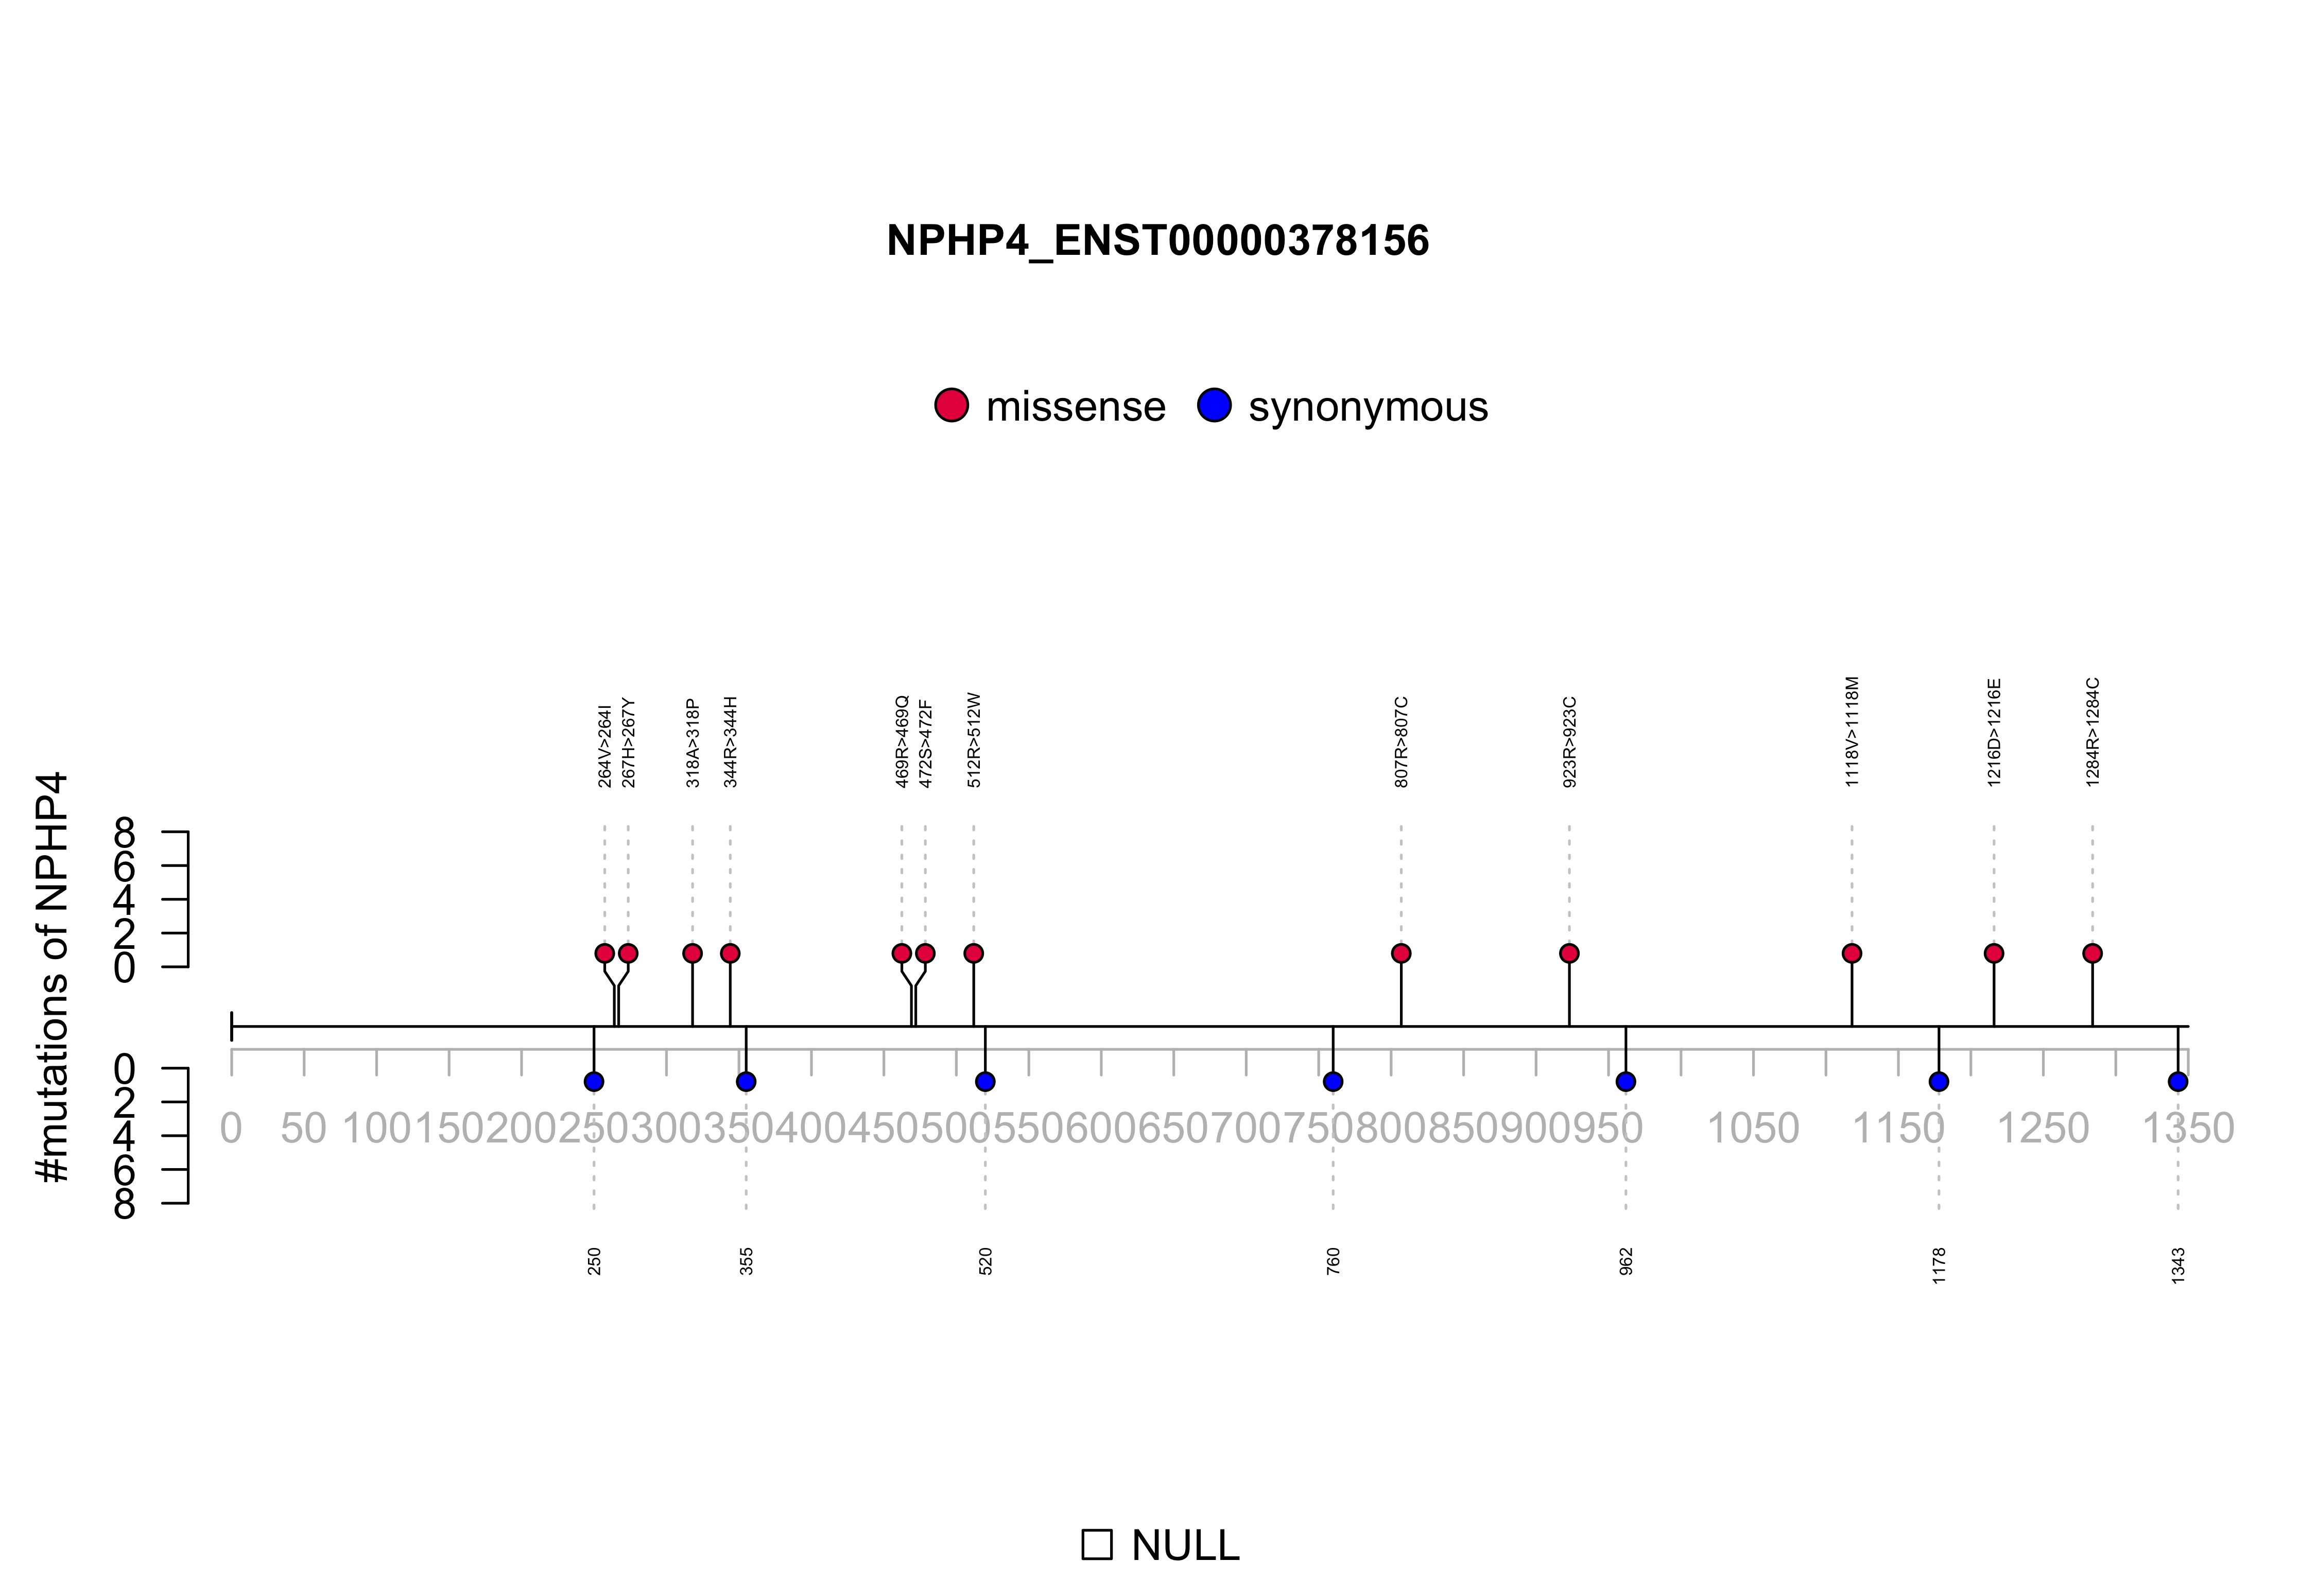 NPHP4_ENST00000378156
missense synonymous
264V>264I
267H>267Y
318A>318P
344R>344H
469R>469Q
472S>472F
512R>512W
807R>807C
923R>923C
1118V>1118M
1216D>1216E
1284R>1284C
#mutations of NPHP4
8
6
4
2
0
0
2
4
6
8
0 50 100 150 200 250 300 350 400 450 500 550 600 650 700 750 800 850 900 950 1050 1150 1250 1350
250
355
520
760
962
1178
1343
NULL